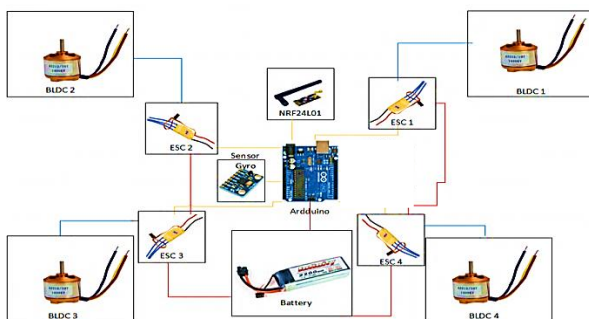 BLDC 2
BLDC 1
NRF24L01
ESC 1
ESC 2
Sensor
Gyro
Ardduino
ESC 3
ESC 4
BLDC 3
Battery
BLDC 4